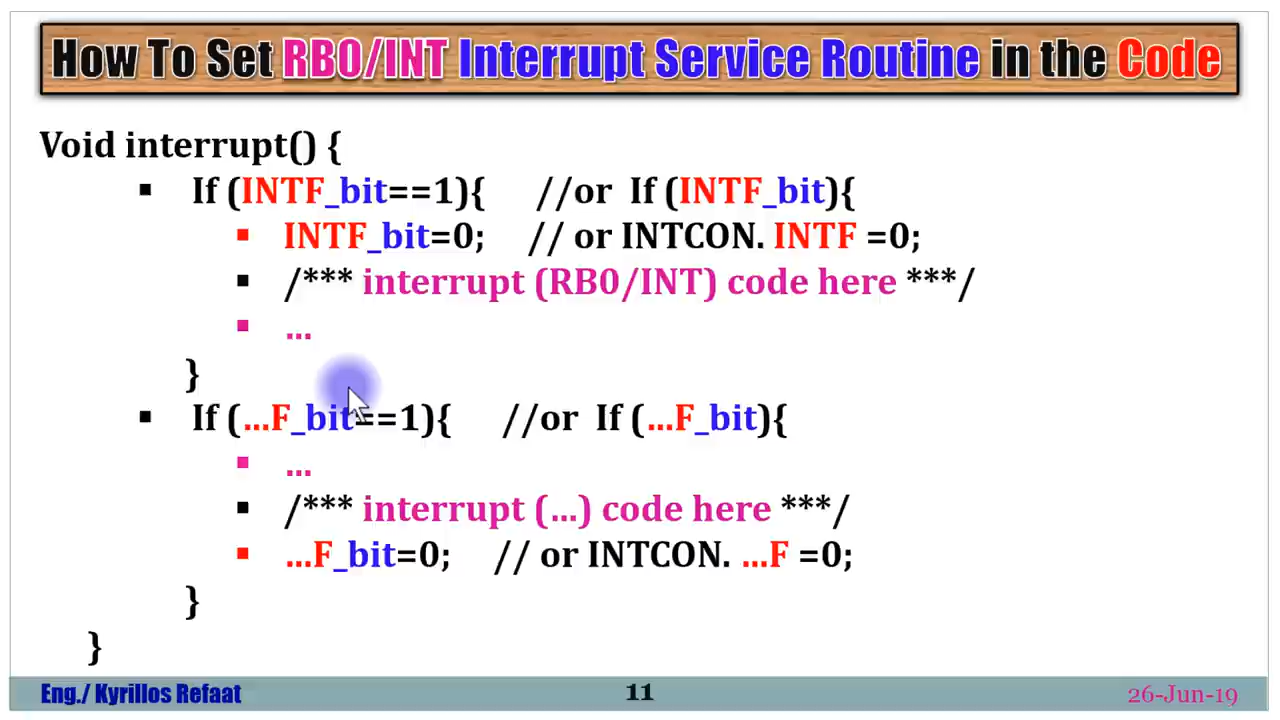 How To Set RB0/INT Interrupt Service Routine in the Code
Void interrupt() {
▪ If (INTF_bit==1){ //or If (INTF_bit){
▪ INTF_bit=0; // or INTCON. INTF =0;
▪ /*** interrupt (RB0/INT) code here ***/
▪ ...
}
▪ If (...F_bit==1){ //or If (...F_bit){
▪ ...
▪ /*** interrupt (...) code here ***/
▪ ...F_bit=0; // or INTCON. ...F =0;
}
}
Eng./ Kyrillos Refaat 11 26-Jun-19